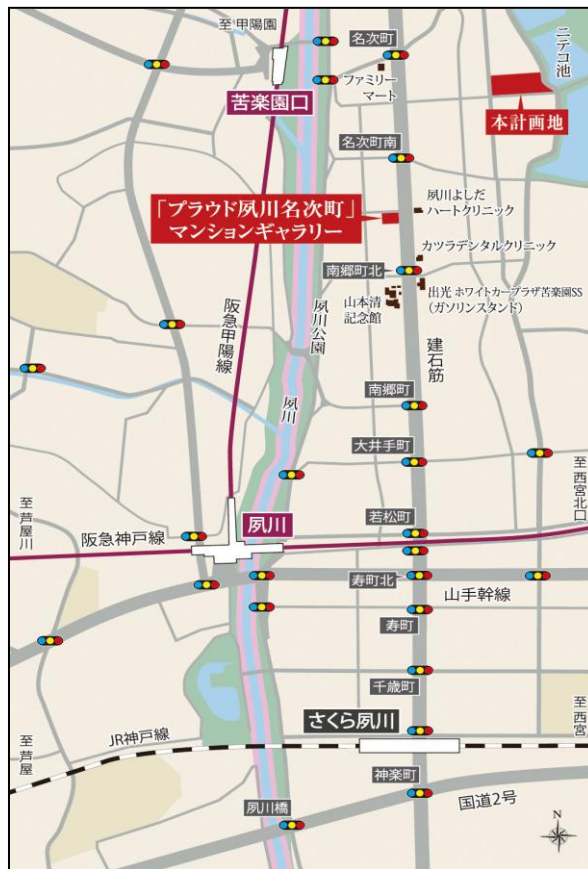 至 甲陽園
名次町
ファミリー
マート
ニテコ池
苦楽園口
本計画地
名次町南
「プラウド夙川名次町」
マンションギャラリー
夙川よしだ
ハートクリニック
カツラデンタルクリニック
南郷町北
山本清
記念館
出光 ホワイトカープラザ苦楽園SS
（ガソリンスタンド）
阪急甲陽線
夙川公園
建石筋
夙川
南郷町
大井手町
至 西宮北口
至 芦屋川
夙川
若松町
阪急神戸線
寿町北
山手幹線
寿町
千歳町
至 西宮
さくら夙川
JR神戸線
至 芦屋
神楽町
国道2号
夙川橋
N